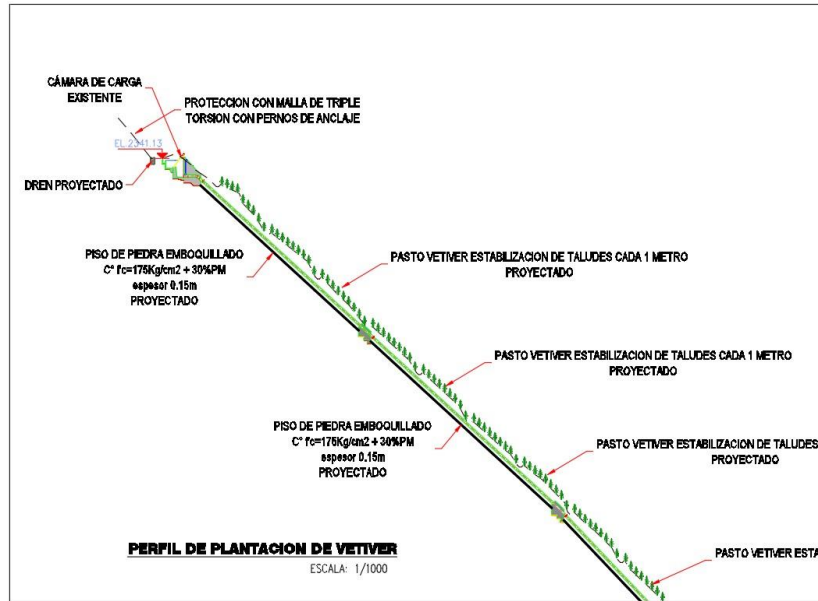 CÁMARA DE CARGA
EXISTENTE
PROTECCION CON MALLA DE TRIPLE
TORSION CON PERNOS DE ANCLAJE
EL.2341.13
DREN PROYECTADO
PISO DE PIEDRA EMBOQUILLADO
C° f'c=175Kg/cm2 + 30%PM
espesor 0.15m
PROYECTADO
PASTO VETIVER ESTABILIZACION DE TALUDES CADA 1 METRO
PROYECTADO
PASTO VETIVER ESTABILIZACION DE TALUDES CADA 1 METRO
PROYECTADO
PISO DE PIEDRA EMBOQUILLADO
C° f'c=175Kg/cm2 + 30%PM
espesor 0.15m
PROYECTADO
PASTO VETIVER ESTABILIZACION DE TALUDES
PROYECTADO
PASTO VETIVER ESTA
PERFIL DE PLANTACION DE VETIVER
ESCALA: 1/1000